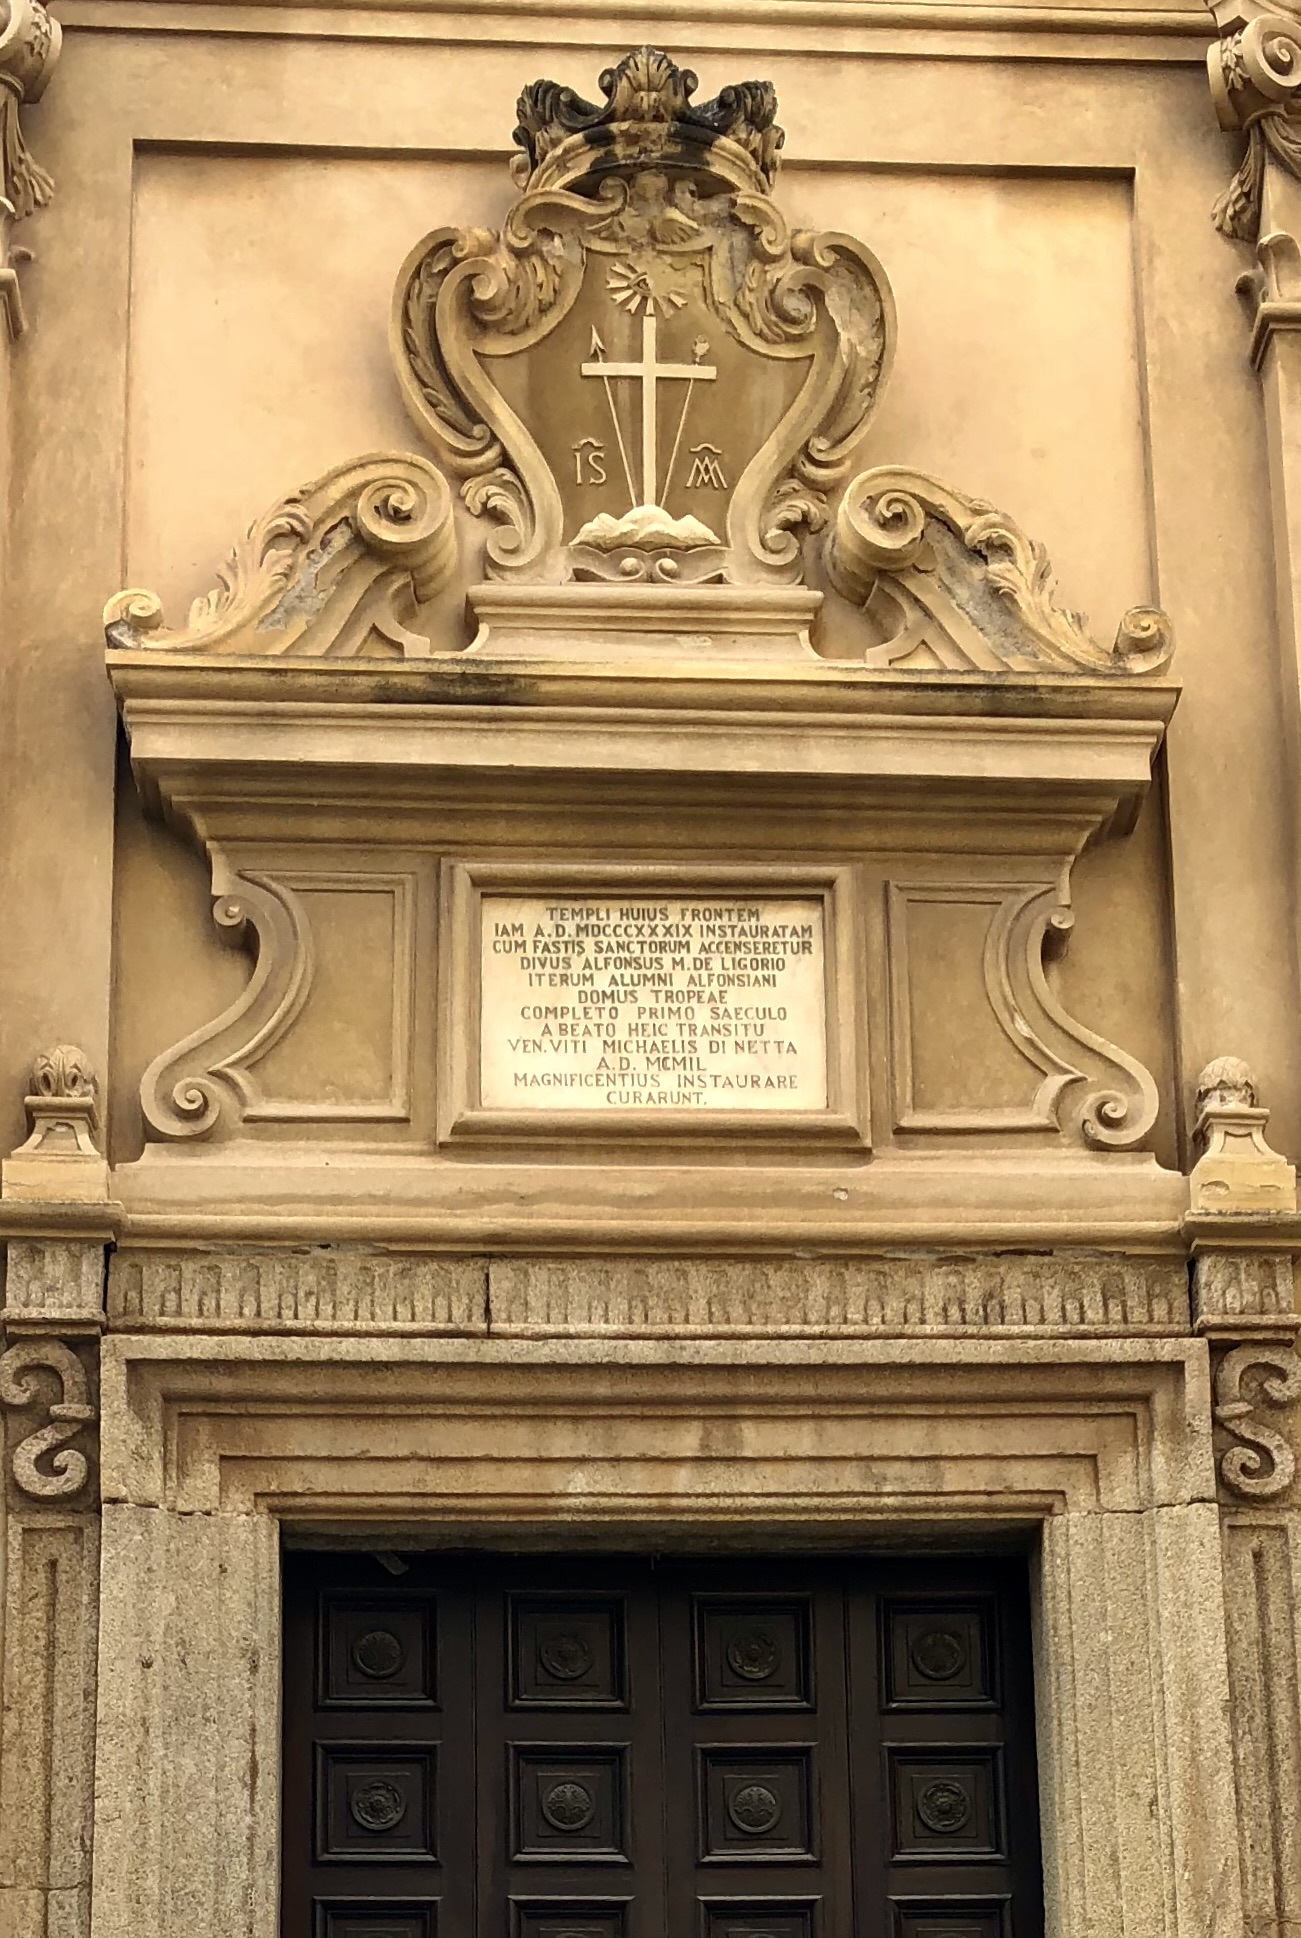 IS MA
TEMPLI HUIUS FRONTEM
IAM A.D. MDCCCXXXIX INSTAURATAM
CUM FASTIS SANCTORUM ACCENSERETUR
DIVUS ALFONSUS M. DE LIGORIO
ITERUM ALUMNI ALFONSIANI
DOMUS TROPEAE
COMPLETO PRIMO SAECULO
A BEATO HEIC TRANSITU
VEN. VITI MICHAELIS DI NETTA
A.D. MCMIL
MAGNIFICENTIUS INSTAURARE
CURARUNT.